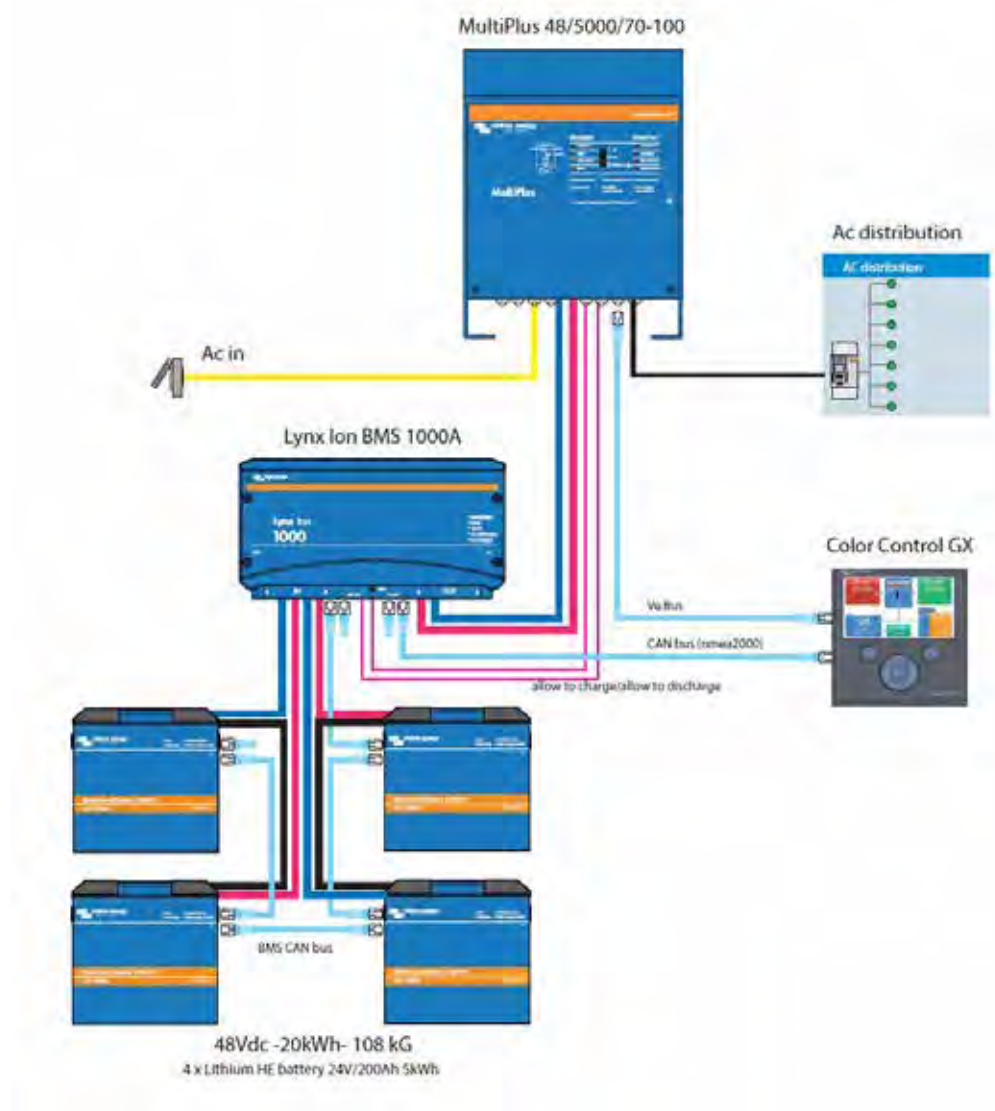 MultiPlus 48/5000/70-100
MultiPlus
Ac distribution
AC distribution
Ac in
Lynx Ion BMS 1000A
Lynx Ion
1000
Color Control GX
Ve Bus
CAN bus (nmea2000)
allow to charge/allow to discharge
BMS CAN bus
48Vdc -20kWh- 108 kG
4 x Lithium HE battery 24V/200Ah 5kWh